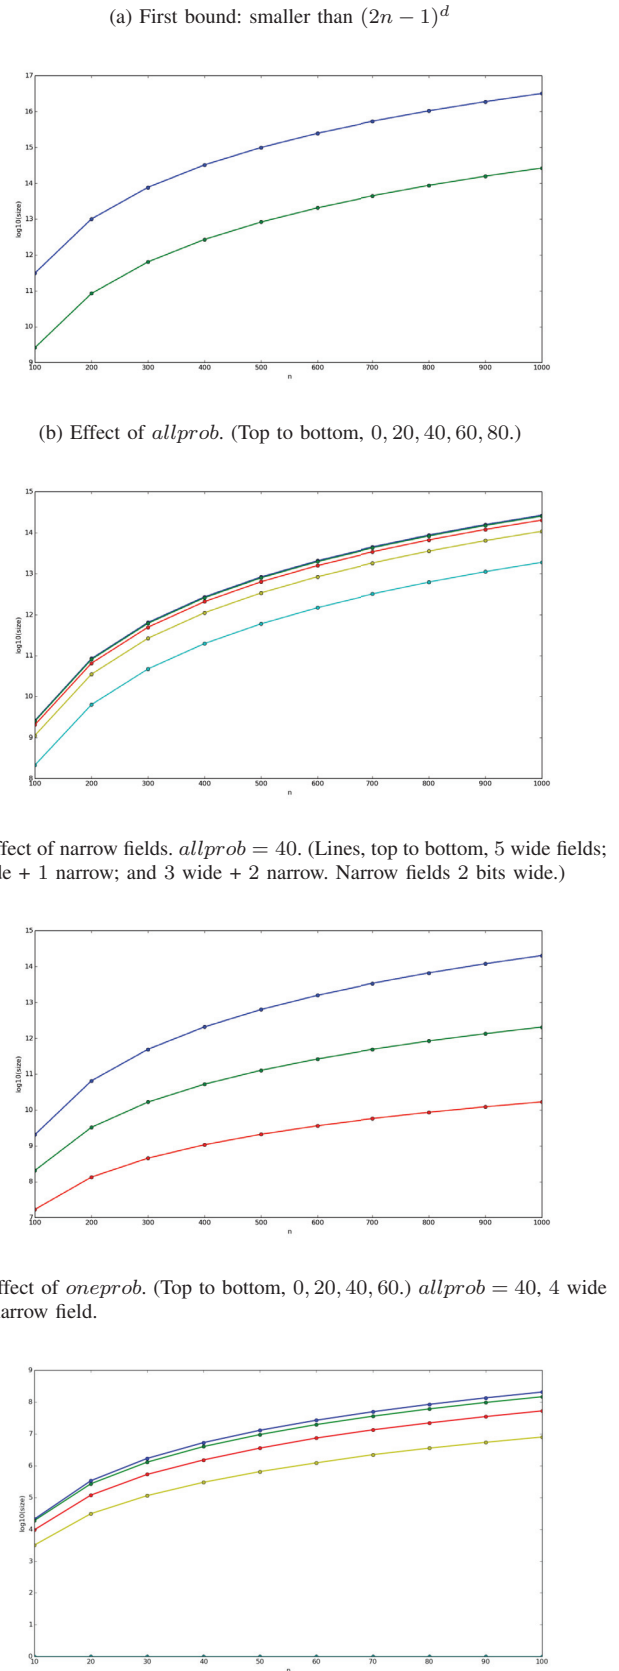 (a) First bound: smaller than (2n − 1)^d
17
16
15
14
13
12
11
10
9
log10(size)
100 200 300 400 500 600 700 800 900 1000
n
(b) Effect of allprob. (Top to bottom, 0, 20, 40, 60, 80.)
15
14
13
12
11
10
9
8
log10(size)
100 200 300 400 500 600 700 800 900 1000
n
ffect of narrow fields. allprob = 40. (Lines, top to bottom, 5 wide fields;
le + 1 narrow; and 3 wide + 2 narrow. Narrow fields 2 bits wide.)
15
14
13
12
11
10
9
8
7
log10(size)
100 200 300 400 500 600 700 800 900 1000
n
ffect of oneprob. (Top to bottom, 0, 20, 40, 60.) allprob = 40, 4 wide
arrow field.
9
8
7
6
5
4
3
2
1
0
log10(size)
10 20 30 40 50 60 70 80 90 100
n